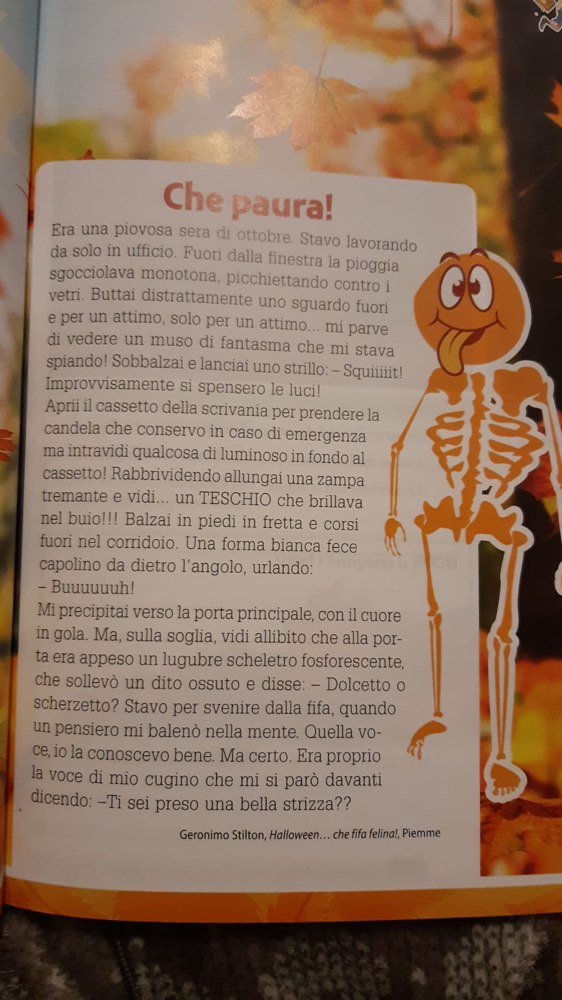 Che paura!
Era una piovosa sera di ottobre. Stavo lavorando
da solo in ufficio. Fuori dalla finestra la pioggia
sgocciolava monotona, picchiettando contro i
vetri. Buttai distrattamente uno sguardo fuori
e per un attimo, solo per un attimo... mi parve
di vedere un muso di fantasma che mi stava
spiando! Sobbalzai e lanciai uno strillo: – Squiiiiit!
Improvvisamente si spensero le luci!
Aprii il cassetto della scrivania per prendere la
candela che conservo in caso di emergenza
ma intravidi qualcosa di luminoso in fondo al
cassetto! Rabbrividendo allungai una zampa
tremante e vidi... un TESCHIO che brillava
nel buio!!! Balzai in piedi in fretta e corsi
fuori nel corridoio. Una forma bianca fece
capolino da dietro l'angolo, urlando:
– Buuuuuuh!
Mi precipitai verso la porta principale, con il cuore
in gola. Ma, sulla soglia, vidi allibito che alla por-
ta era appeso un lugubre scheletro fosforescente,
che sollevò un dito ossuto e disse: – Dolcetto o
scherzetto? Stavo per svenire dalla fifa, quando
un pensiero mi balenò nella mente. Quella vo-
ce, io la conoscevo bene. Ma certo. Era proprio
la voce di mio cugino che mi si parò davanti
dicendo: –Ti sei preso una bella strizza??
Geronimo Stilton, Halloween... che fifa felina!, Piemme